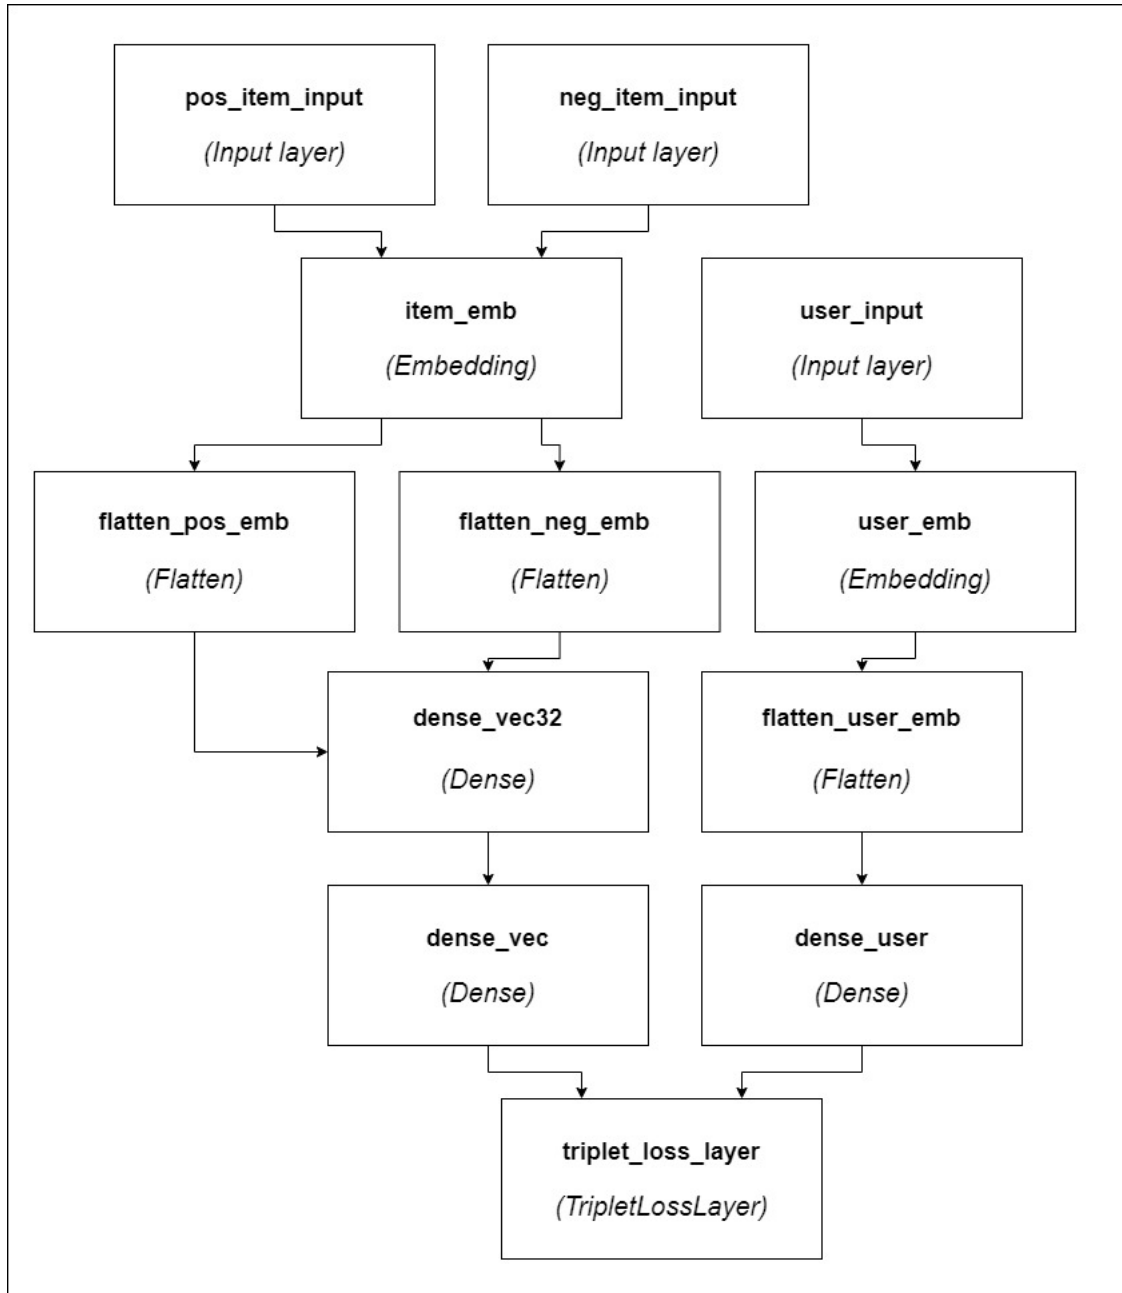 pos_item_input
(Input layer)
neg_item_input
(Input layer)
item_emb
(Embedding)
user_input
(Input layer)
flatten_pos_emb
(Flatten)
flatten_neg_emb
(Flatten)
user_emb
(Embedding)
dense_vec32
(Dense)
flatten_user_emb
(Flatten)
dense_vec
(Dense)
dense_user
(Dense)
triplet_loss_layer
(TripletLossLayer)